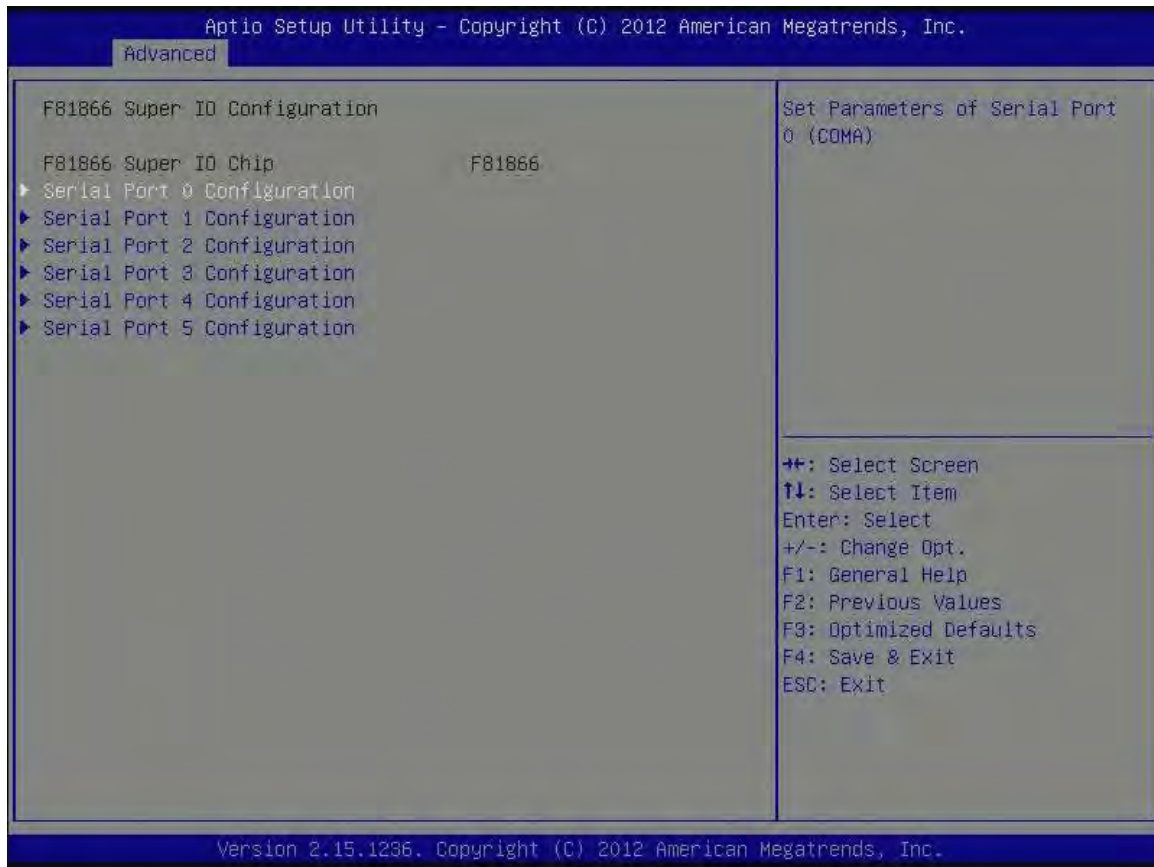 Aptio Setup Utility – Copyright (C) 2012 American Megatrends, Inc.
Advanced
F81866 Super IO Configuration
F81866 Super IO Chip F81866
▶ Serial Port 0 Configuration
▶ Serial Port 1 Configuration
▶ Serial Port 2 Configuration
▶ Serial Port 3 Configuration
▶ Serial Port 4 Configuration
▶ Serial Port 5 Configuration
Set Parameters of Serial Port
0 (COMA)
→←: Select Screen
↑↓: Select Item
Enter: Select
+/-: Change Opt.
F1: General Help
F2: Previous Values
F3: Optimized Defaults
F4: Save & Exit
ESC: Exit
Version 2.15.1236. Copyright (C) 2012 American Megatrends, Inc.